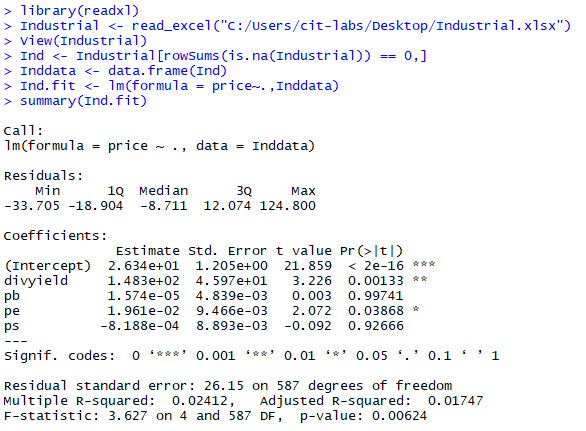 > library(readxl)
> Industrial <- read_excel("C:/Users/cit-labs/Desktop/Industrial.xlsx")
> View(Industrial)
> Ind <- Industrial[rowSums(is.na(Industrial)) == 0,]
> Inddata <- data.frame(Ind)
> Ind.fit <- lm(formula = price~.,Inddata)
> summary(Ind.fit)

Call:
lm(formula = price ~ ., data = Inddata)

Residuals:
    Min      1Q  Median      3Q     Max
-33.705 -18.904  -8.711  12.074 124.800

Coefficients:
              Estimate Std. Error t value Pr(>|t|)
(Intercept)  2.634e+01  1.205e+00  21.859  < 2e-16 ***
divyield     1.483e+02  4.597e+01   3.226  0.00133 **
pb           1.574e-05  4.839e-03   0.003  0.99741
pe           1.961e-02  9.466e-03   2.072  0.03868 *
ps          -8.188e-04  8.893e-03  -0.092  0.92666
---
Signif. codes:  0 ‘***’ 0.001 ‘**’ 0.01 ‘*’ 0.05 ‘.’ 0.1 ‘ ’ 1

Residual standard error: 26.15 on 587 degrees of freedom
Multiple R-squared:  0.02412,   Adjusted R-squared:  0.01747
F-statistic: 3.627 on 4 and 587 DF,  p-value: 0.00624